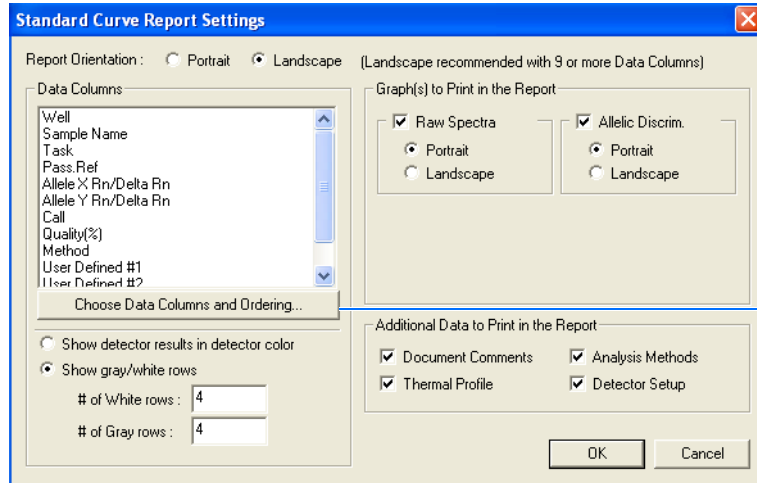 Standard Curve Report Settings
Report Orientation : Portrait Landscape (Landscape recommended with 9 or more Data Columns)
Data Columns
Well
Sample Name
Task
Pass.Ref
Allele X Rn/Delta Rn
Allele Y Rn/Delta Rn
Call
Quality(%)
Method
User Defined #1
User Defined #2
Choose Data Columns and Ordering...
Show detector results in detector color
Show gray/white rows
# of White rows : 4
# of Gray rows : 4
Graph(s) to Print in the Report
Raw Spectra
Portrait
Landscape
Allelic Discrim.
Portrait
Landscape
Additional Data to Print in the Report
Document Comments Analysis Methods
Thermal Profile Detector Setup
OK Cancel